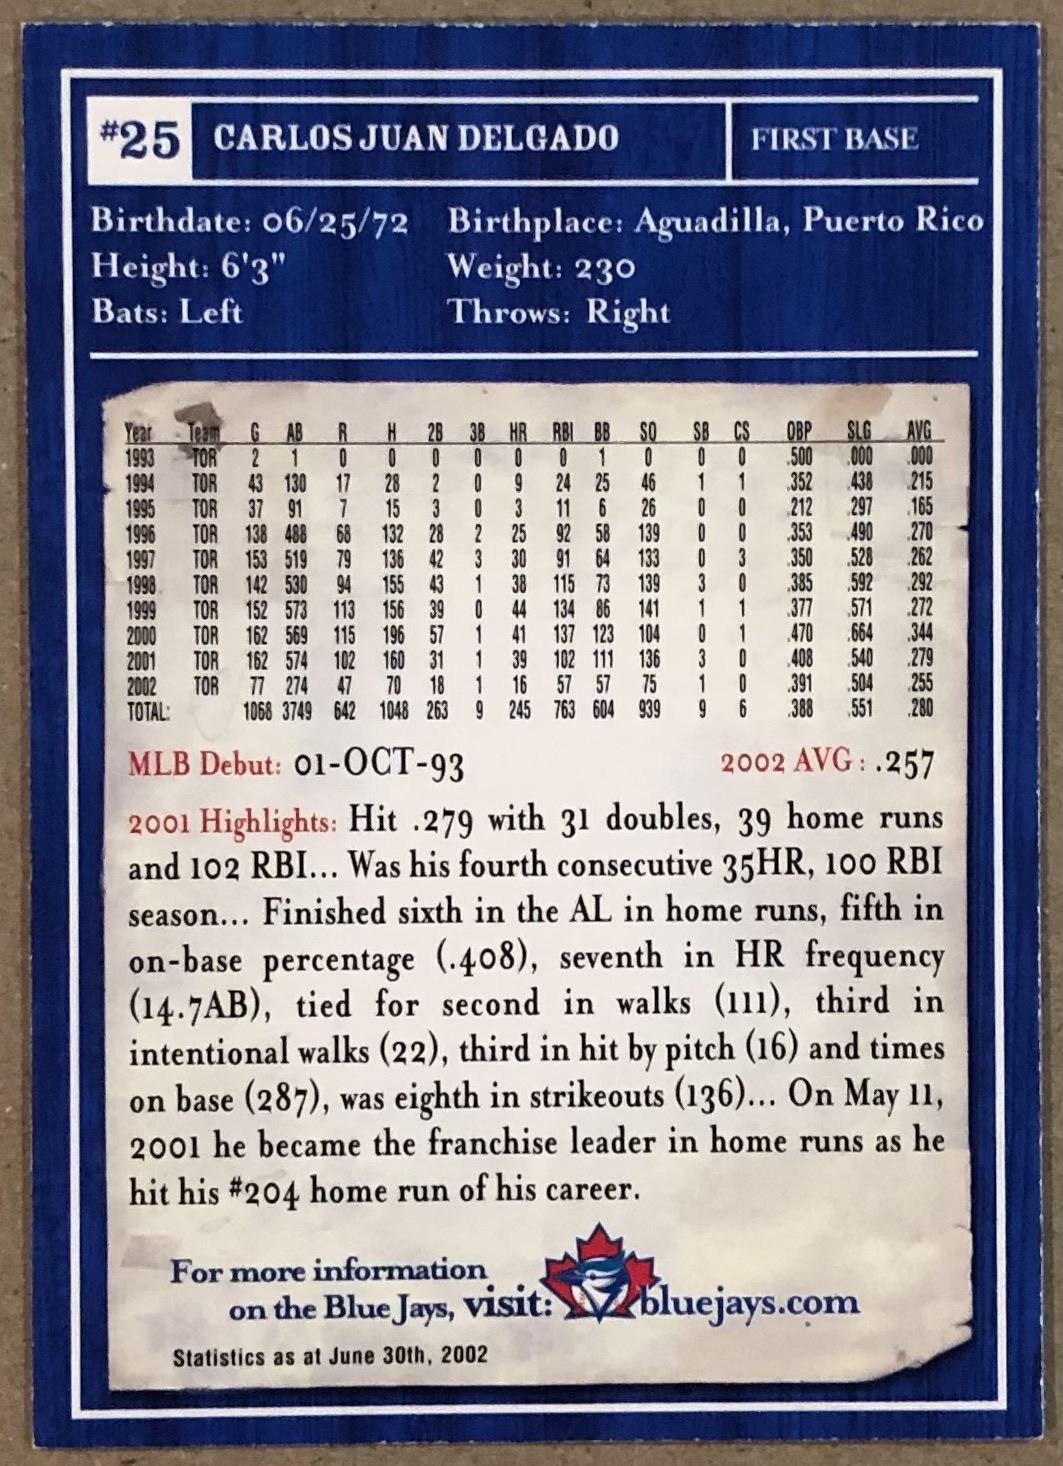 #25 CARLOS JUAN DELGADO FIRST BASE
Birthdate: 06/25/72 Birthplace: Aguadilla, Puerto Rico
Height: 6'3" Weight: 230
Bats: Left Throws: Right
Year Team G AB R H 2B 3B HR RBI BB SO SB CS OBP SLG AVG
1993 TOR 2 1 0 0 0 0 0 0 1 0 0 0 .500 .000 .000
1994 TOR 43 130 17 28 2 0 9 24 25 46 1 1 .352 .438 .215
1995 TOR 37 91 7 15 3 0 3 11 6 26 0 0 .212 .297 .165
1996 TOR 138 488 68 132 28 2 25 92 58 139 0 0 .353 .490 .270
1997 TOR 153 519 79 136 42 3 30 91 64 133 0 3 .350 .528 .262
1998 TOR 142 530 94 155 43 1 38 115 73 139 3 0 .385 .592 .292
1999 TOR 152 573 113 156 39 0 44 134 86 141 1 1 .377 .571 .272
2000 TOR 162 569 115 196 57 1 41 137 123 104 0 1 .470 .664 .344
2001 TOR 162 574 102 160 31 1 39 102 111 136 3 0 .408 .540 .279
2002 TOR 77 274 47 70 18 1 16 57 57 75 1 0 .391 .504 .255
TOTAL: 1068 3749 642 1048 263 9 245 763 604 939 9 6 .388 .551 .280
MLB Debut: 01-OCT-93 2002 AVG: .257
2001 Highlights: Hit .279 with 31 doubles, 39 home runs
and 102 RBI... Was his fourth consecutive 35HR, 100 RBI
season... Finished sixth in the AL in home runs, fifth in
on-base percentage (.408), seventh in HR frequency
(14.7AB), tied for second in walks (111), third in
intentional walks (22), third in hit by pitch (16) and times
on base (287), was eighth in strikeouts (136)... On May 11,
2001 he became the franchise leader in home runs as he
hit his #204 home run of his career.
For more information
on the Blue Jays, visit: bluejays.com
Statistics as at June 30th, 2002